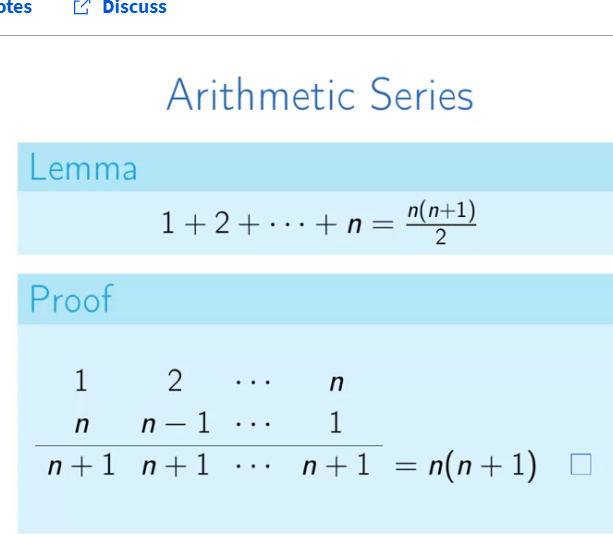 otes Discuss
Arithmetic Series
Lemma
1 + 2 + ··· + n = n(n+1)/2
Proof
1 2 ··· n
n n − 1 ··· 1
n + 1 n + 1 ··· n + 1 = n(n + 1) □